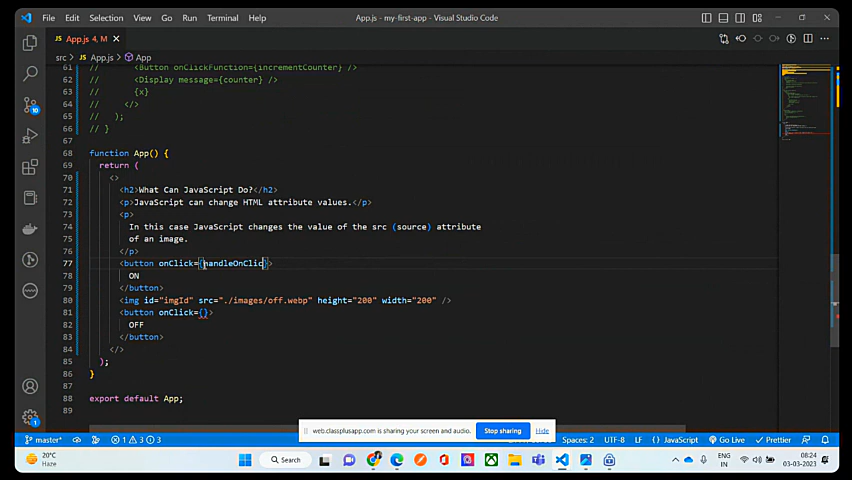 File Edit Selection View Go Run Terminal Help App.js - my-first-app - Visual Studio Code
App.js 4, M
src > App.js > App
61 // <Button onClickFunction={incrementCounter} />
62 // <Display message={counter} />
63 // {x}
64 // </>
65 // );
66 // }
67
68 function App() {
69 return (
70 <>
71 <h2>What Can JavaScript Do?</h2>
72 <p>JavaScript can change HTML attribute values.</p>
73 <p>
74 In this case JavaScript changes the value of the src (source) attribute
75 of an image.
76 </p>
77 <button onClick={handleOnClic}>
78 ON
79 </button>
80 <img id="imgId" src="./images/off.webp" height="200" width="200" />
81 <button onClick={}>
82 OFF
83 </button>
84 </>
85 );
86 }
87
88 export default App;
89
web.classplusapp.com is sharing your screen and audio. Stop sharing Hide
master* 1 3 3 Spaces: 2 UTF-8 LF {} JavaScript Go Live Prettier
20°C
Haze
Search
ENG
IN
08:24
03-03-2023